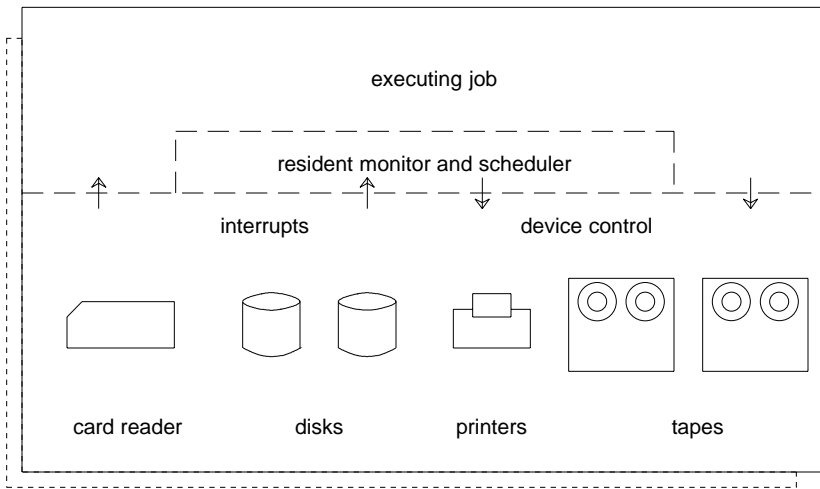 executing job
resident monitor and scheduler
interrupts
device control
card reader
disks
printers
tapes